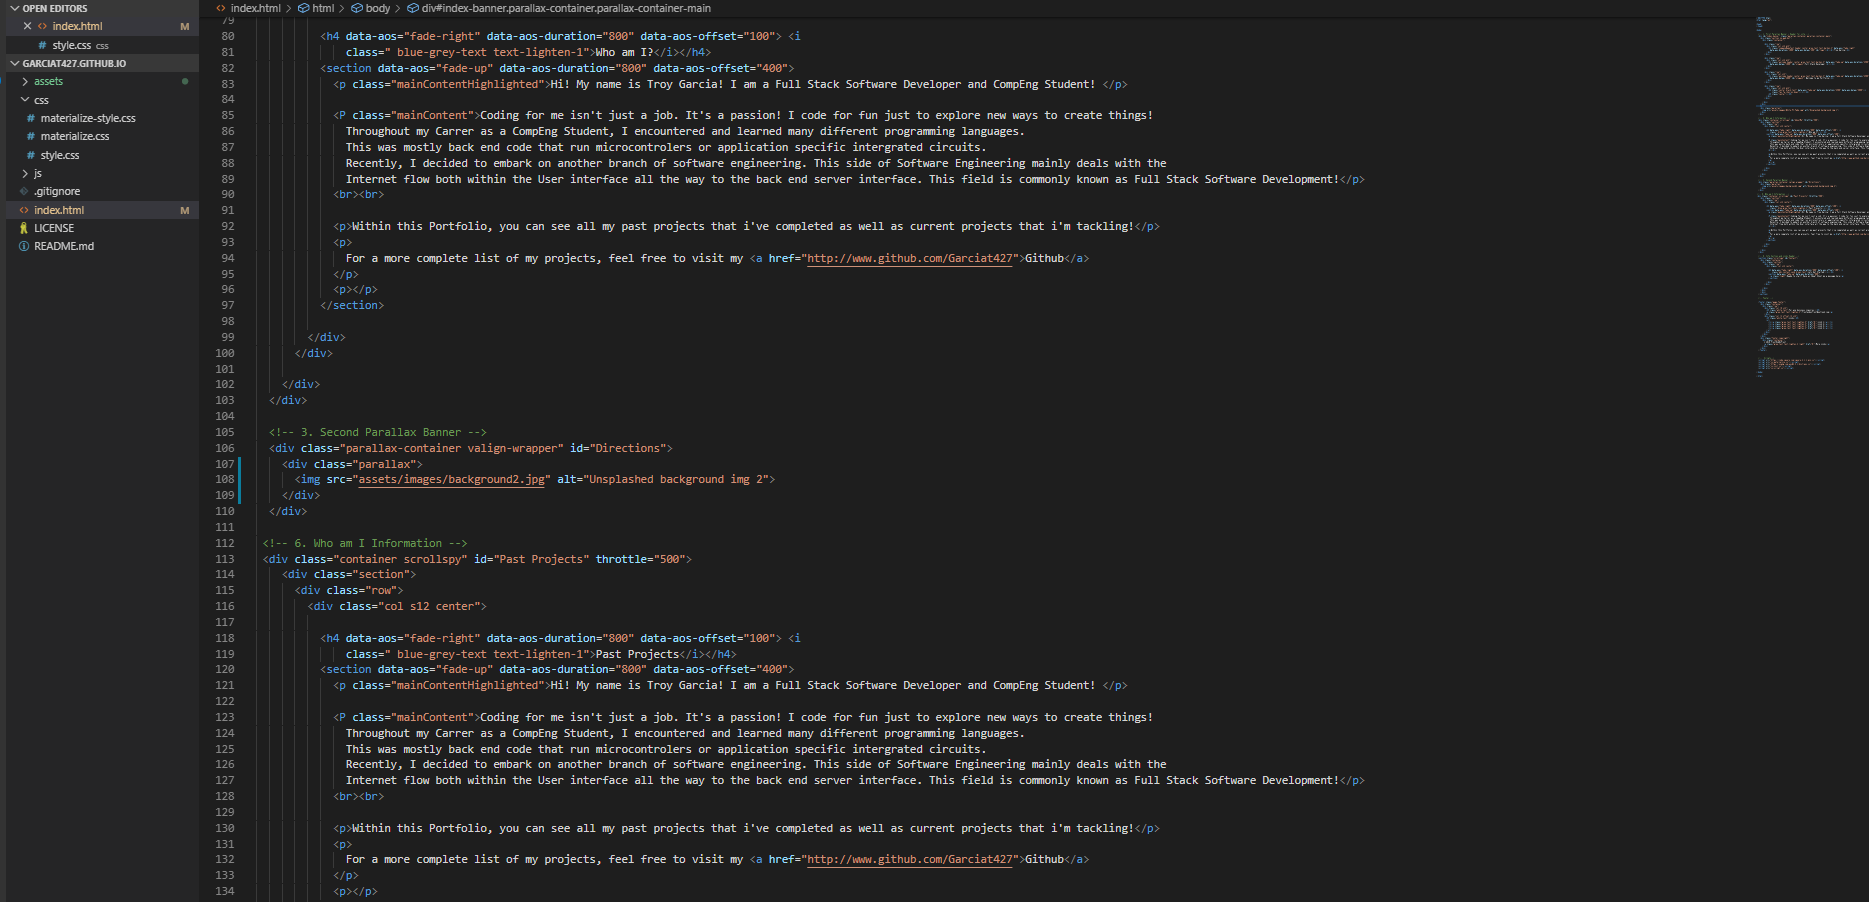 OPEN EDITORS
index.html M
style.css css
GARCIAT427.GITHUB.IO
assets
css
materialize-style.css
materialize.css
style.css
js
.gitignore
index.html M
LICENSE
README.md
index.html > html > body > div#index-banner.parallax-container.parallax-container-main
79
80 <h4 data-aos="fade-right" data-aos-duration="800" data-aos-offset="100"> <i
81 class=" blue-grey-text text-lighten-1">Who am I?</i></h4>
82 <section data-aos="fade-up" data-aos-duration="800" data-aos-offset="400">
83 <p class="mainContentHighlighted">Hi! My name is Troy Garcia! I am a Full Stack Software Developer and CompEng Student! </p>
84
85 <P class="mainContent">Coding for me isn't just a job. It's a passion! I code for fun just to explore new ways to create things!
86 Throughout my Carrer as a CompEng Student, I encountered and learned many different programming languages.
87 This was mostly back end code that run microcontrolers or application specific intergrated circuits.
88 Recently, I decided to embark on another branch of software engineering. This side of Software Engineering mainly deals with the
89 Internet flow both within the User interface all the way to the back end server interface. This field is commonly known as Full Stack Software Development!</p>
90 <br><br>
91
92 <p>Within this Portfolio, you can see all my past projects that i've completed as well as current projects that i'm tackling!</p>
93 <p>
94 For a more complete list of my projects, feel free to visit my <a href="http://www.github.com/Garciat427">Github</a>
95 </p>
96 <p></p>
97 </section>
98
99 </div>
100 </div>
101
102 </div>
103 </div>
104
105 <!-- 3. Second Parallax Banner -->
106 <div class="parallax-container valign-wrapper" id="Directions">
107 <div class="parallax">
108 <img src="assets/images/background2.jpg" alt="Unsplashed background img 2">
109 </div>
110 </div>
111
112 <!-- 6. Who am I Information -->
113 <div class="container scrollspy" id="Past Projects" throttle="500">
114 <div class="section">
115 <div class="row">
116 <div class="col s12 center">
117
118 <h4 data-aos="fade-right" data-aos-duration="800" data-aos-offset="100"> <i
119 class=" blue-grey-text text-lighten-1">Past Projects</i></h4>
120 <section data-aos="fade-up" data-aos-duration="800" data-aos-offset="400">
121 <p class="mainContentHighlighted">Hi! My name is Troy Garcia! I am a Full Stack Software Developer and CompEng Student! </p>
122
123 <P class="mainContent">Coding for me isn't just a job. It's a passion! I code for fun just to explore new ways to create things!
124 Throughout my Carrer as a CompEng Student, I encountered and learned many different programming languages.
125 This was mostly back end code that run microcontrolers or application specific intergrated circuits.
126 Recently, I decided to embark on another branch of software engineering. This side of Software Engineering mainly deals with the
127 Internet flow both within the User interface all the way to the back end server interface. This field is commonly known as Full Stack Software Development!</p>
128 <br><br>
129
130 <p>Within this Portfolio, you can see all my past projects that i've completed as well as current projects that i'm tackling!</p>
131 <p>
132 For a more complete list of my projects, feel free to visit my <a href="http://www.github.com/Garciat427">Github</a>
133 </p>
134 <p></p>